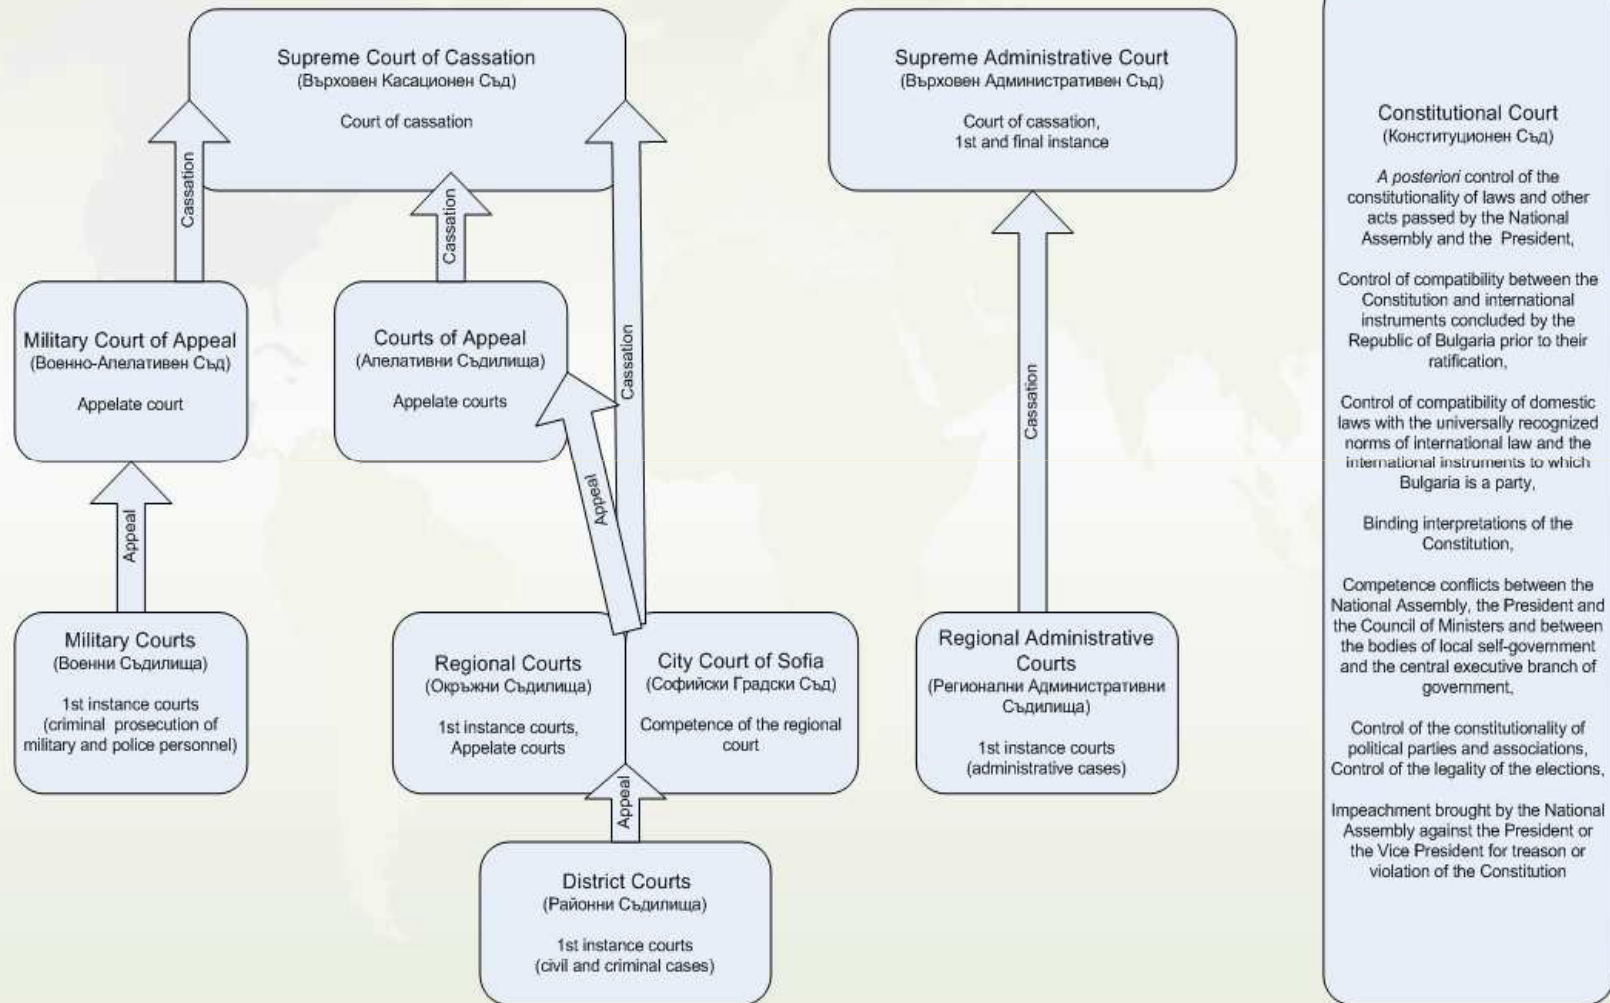 Supreme Court of Cassation
(Върховен Касационен Съд)
Court of cassation
Supreme Administrative Court
(Върховен Административен Съд)
Court of cassation,
1st and final instance
Constitutional Court
(Конституционен Съд)
A posteriori control of the
constitutionality of laws and other
acts passed by the National
Assembly and the President,
Control of compatibility between the
Constitution and international
instruments concluded by the
Republic of Bulgaria prior to their
ratification,
Control of compatibility of domestic
laws with the universally recognized
norms of international law and the
international instruments to which
Bulgaria is a party,
Binding interpretations of the
Constitution,
Competence conflicts between the
National Assembly, the President and
the Council of Ministers and between
the bodies of local self-government
and the central executive branch of
government,
Control of the constitutionality of
political parties and associations,
Control of the legality of the elections,
Impeachment brought by the National
Assembly against the President or
the Vice President for treason or
violation of the Constitution
Cassation
Cassation
Cassation
Cassation
Military Court of Appeal
(Военно-Апелативен Съд)
Appelate court
Courts of Appeal
(Апелативни Съдилища)
Appelate courts
Appeal
Appeal
Military Courts
(Военни Съдилища)
1st instance courts
(criminal prosecution of
military and police personnel)
Regional Courts
(Окръжни Съдилища)
1st instance courts,
Appelate courts
City Court of Sofia
(Софийски Градски Съд)
Competence of the regional
court
Regional Administrative
Courts
(Регионални Административни
Съдилища)
1st instance courts
(administrative cases)
Appeal
District Courts
(Районни Съдилища)
1st instance courts
(civil and criminal cases)